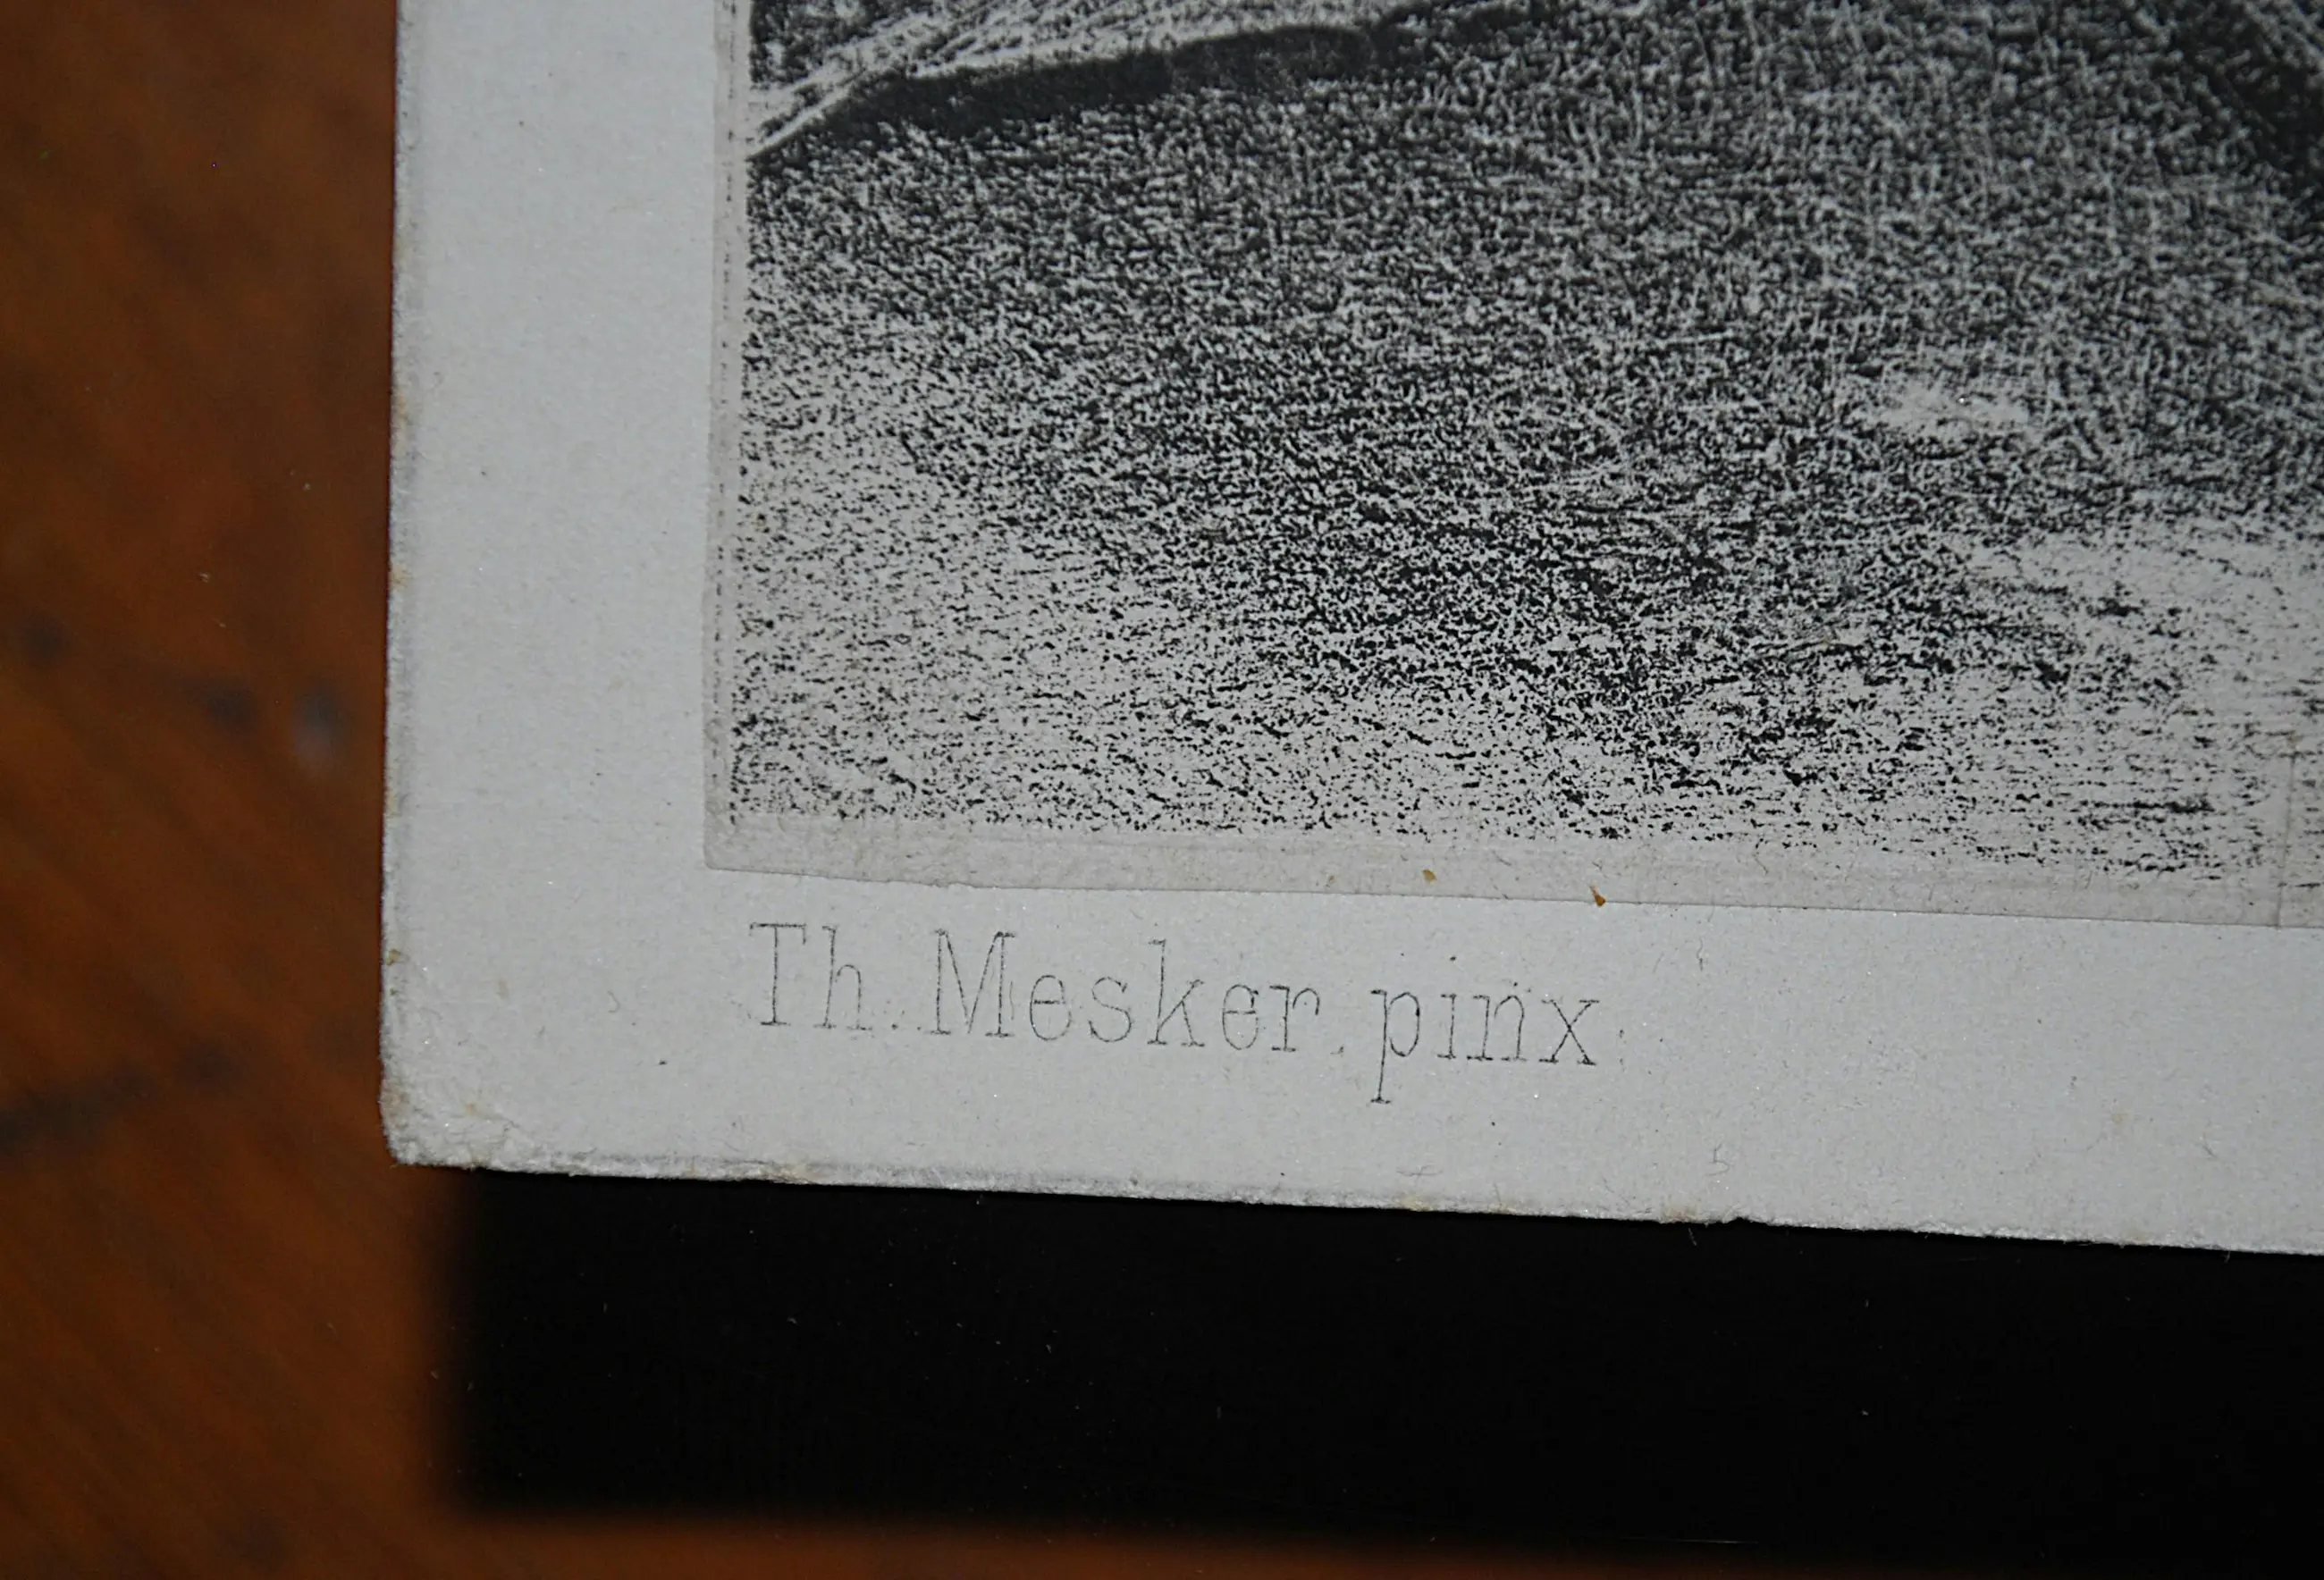 Th. Mesker. pinx: